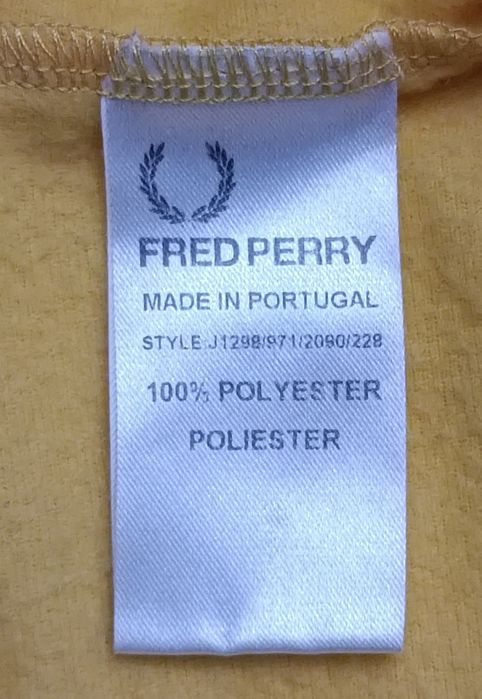 FRED PERRY
MADE IN PORTUGAL
STYLE:J1298/971/2090/228
100% POLYESTER
POLIESTER